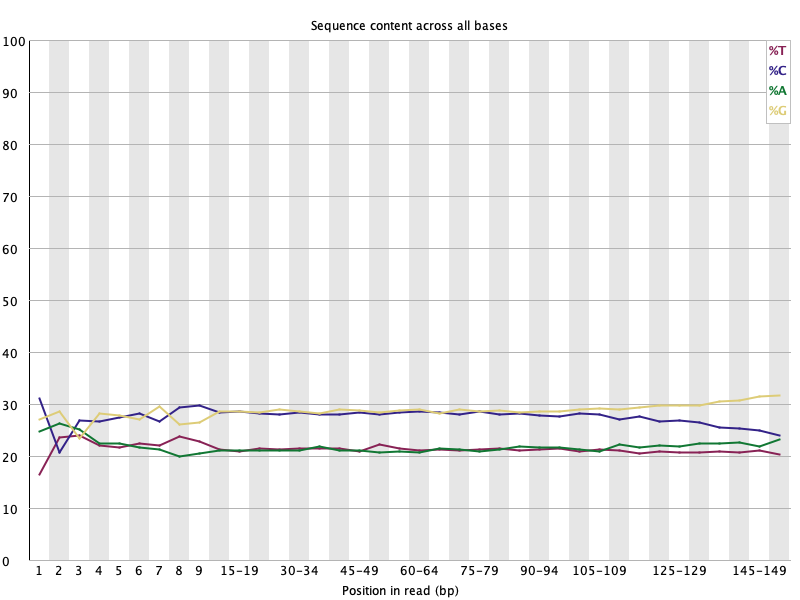 Sequence content across all bases
100
90
80
70
60
50
40
30
20
10
0
%T
%C
%A
%G
1 2 3 4 5 6 7 8 9 15-19 30-34 45-49 60-64 75-79 90-94 105-109 125-129 145-149
Position in read (bp)